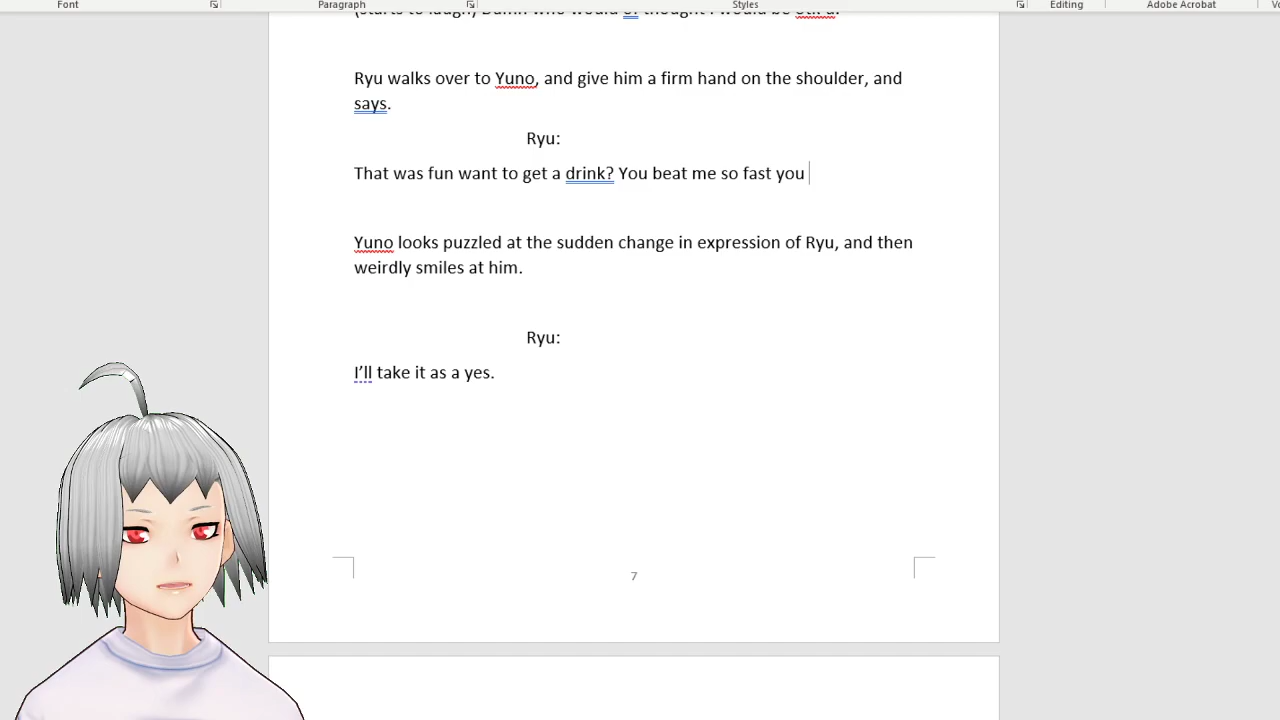 Font
Paragraph
Styles
Editing
Adobe Acrobat
Ryu walks over to Yuno, and give him a firm hand on the shoulder, and
says.
Ryu:
That was fun want to get a drink? You beat me so fast you
Yuno looks puzzled at the sudden change in expression of Ryu, and then
weirdly smiles at him.
Ryu:
I’ll take it as a yes.
7